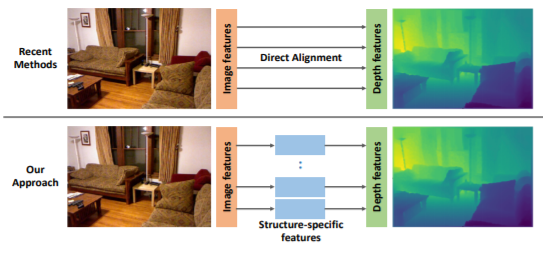 Recent
Methods
Image features
Direct Alignment
Depth features
Our
Approach
Image features
:
Structure-specific
features
Depth features